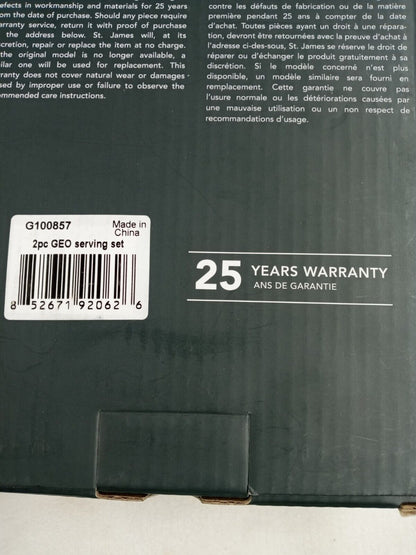 efects in workmanship and materials for 25 years
om the date of purchase. Should any piece require
arranty service, return it with proof of purchase
the address below. St. James will, at its
scretion, repair or replace the item at no charge.
the original model is no longer available, a
ilar one will be used for replacement. This
ranty does not cover natural wear or damages
sed by improper use or failure to observe the
ommended care instructions.
contre les défauts de fabrication ou de la matière
première pendant 25 ans à compter de la date
d'achat. Toutes pièces ayant un droit à une répara-
tion, devront être retournées avec la preuve d'achat à
l'adresse ci-dessous, St. James se réserve le droit de
réparer ou d'échanger le produit gratuitement à sa
discrétion. Si le modèle concerné n'est plus
disponible, un modèle similaire sera fourni en
remplacement. Cette garantie ne couvre pas
l'usure normale ou les détériorations causées par
une mauvaise utilisation ou un non respect de
recommandations d'usage.
G100857 Made in
China
2pc GEO serving set
8 52671 92062 6
25 YEARS WARRANTY
ANS DE GARANTIE